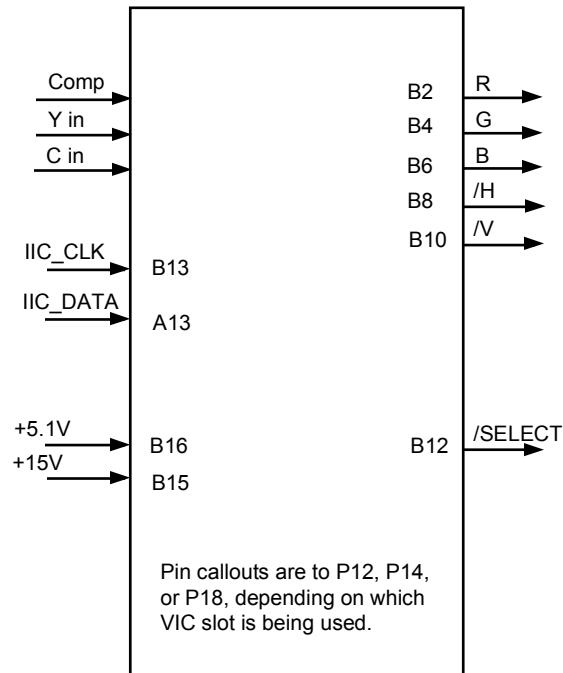 Comp
Y in
C in
B2 R
B4 G
B6 B
B8 /H
B10 /V
IIC_CLK
B13
IIC_DATA
A13
+5.1V
B16
+15V
B15
B12 /SELECT
Pin callouts are to P12, P14,
or P18, depending on which
VIC slot is being used.